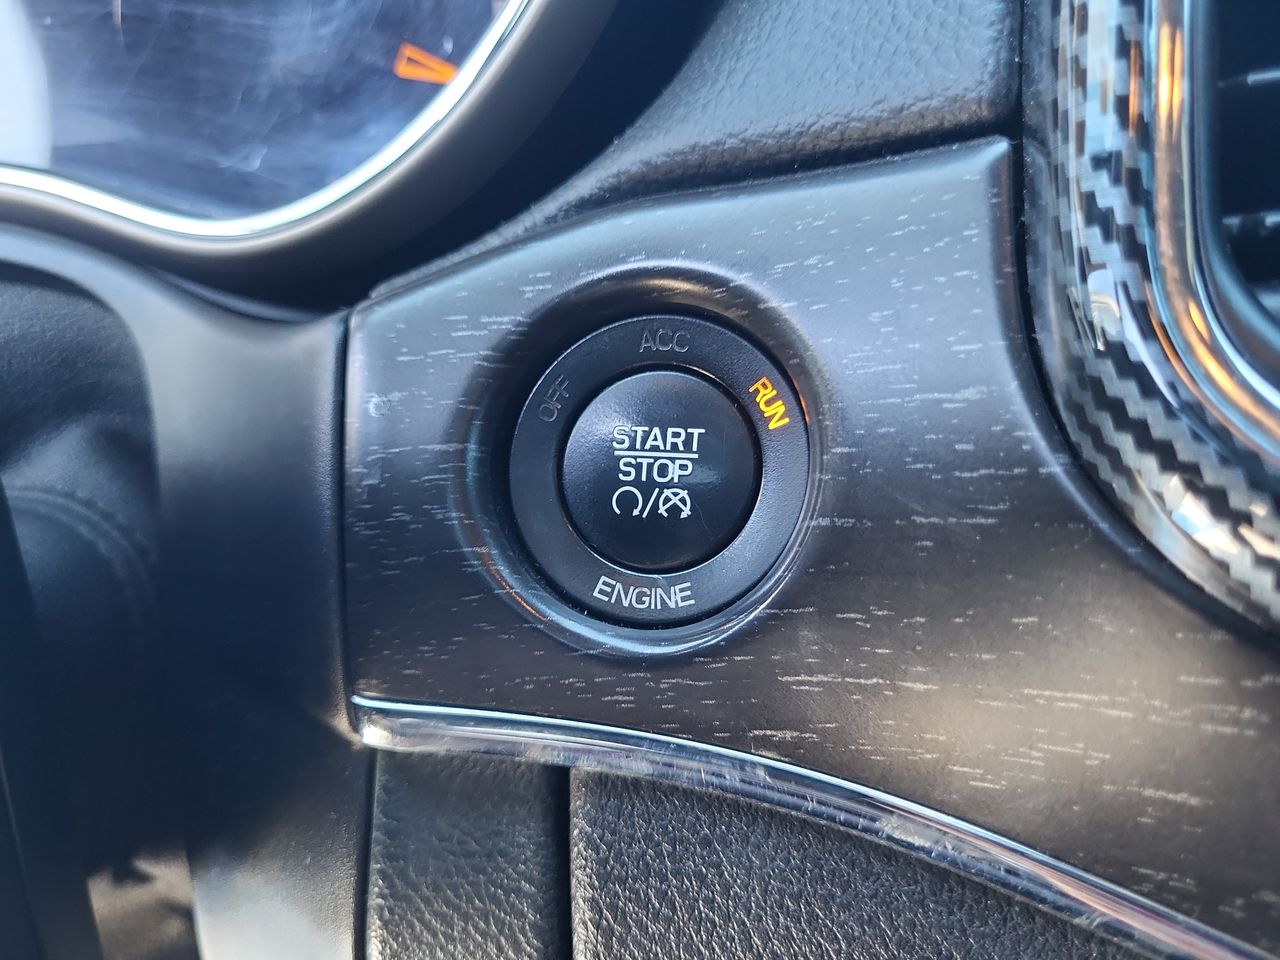 OFF
ACC
RUN
START
STOP
ENGINE